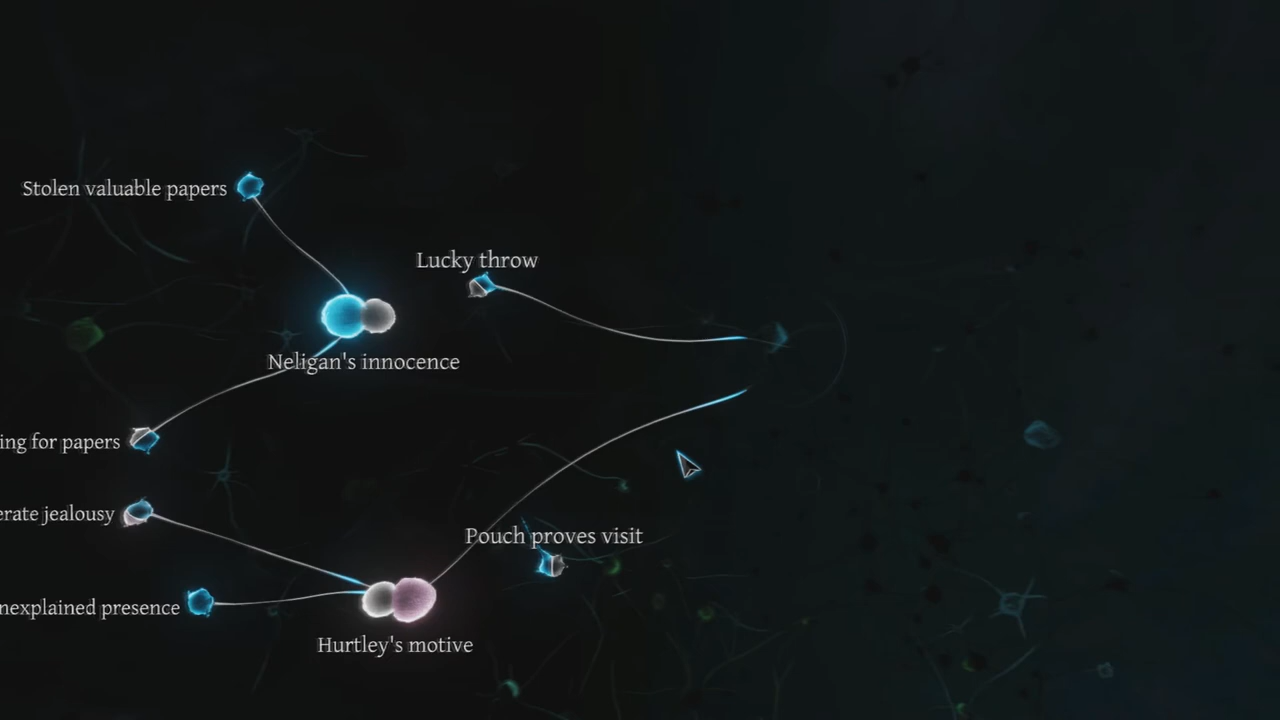 Stolen valuable papers
Lucky throw
Neligan's innocence
ing for papers
erate jealousy
Pouch proves visit
nexplained presence
Hurtley's motive